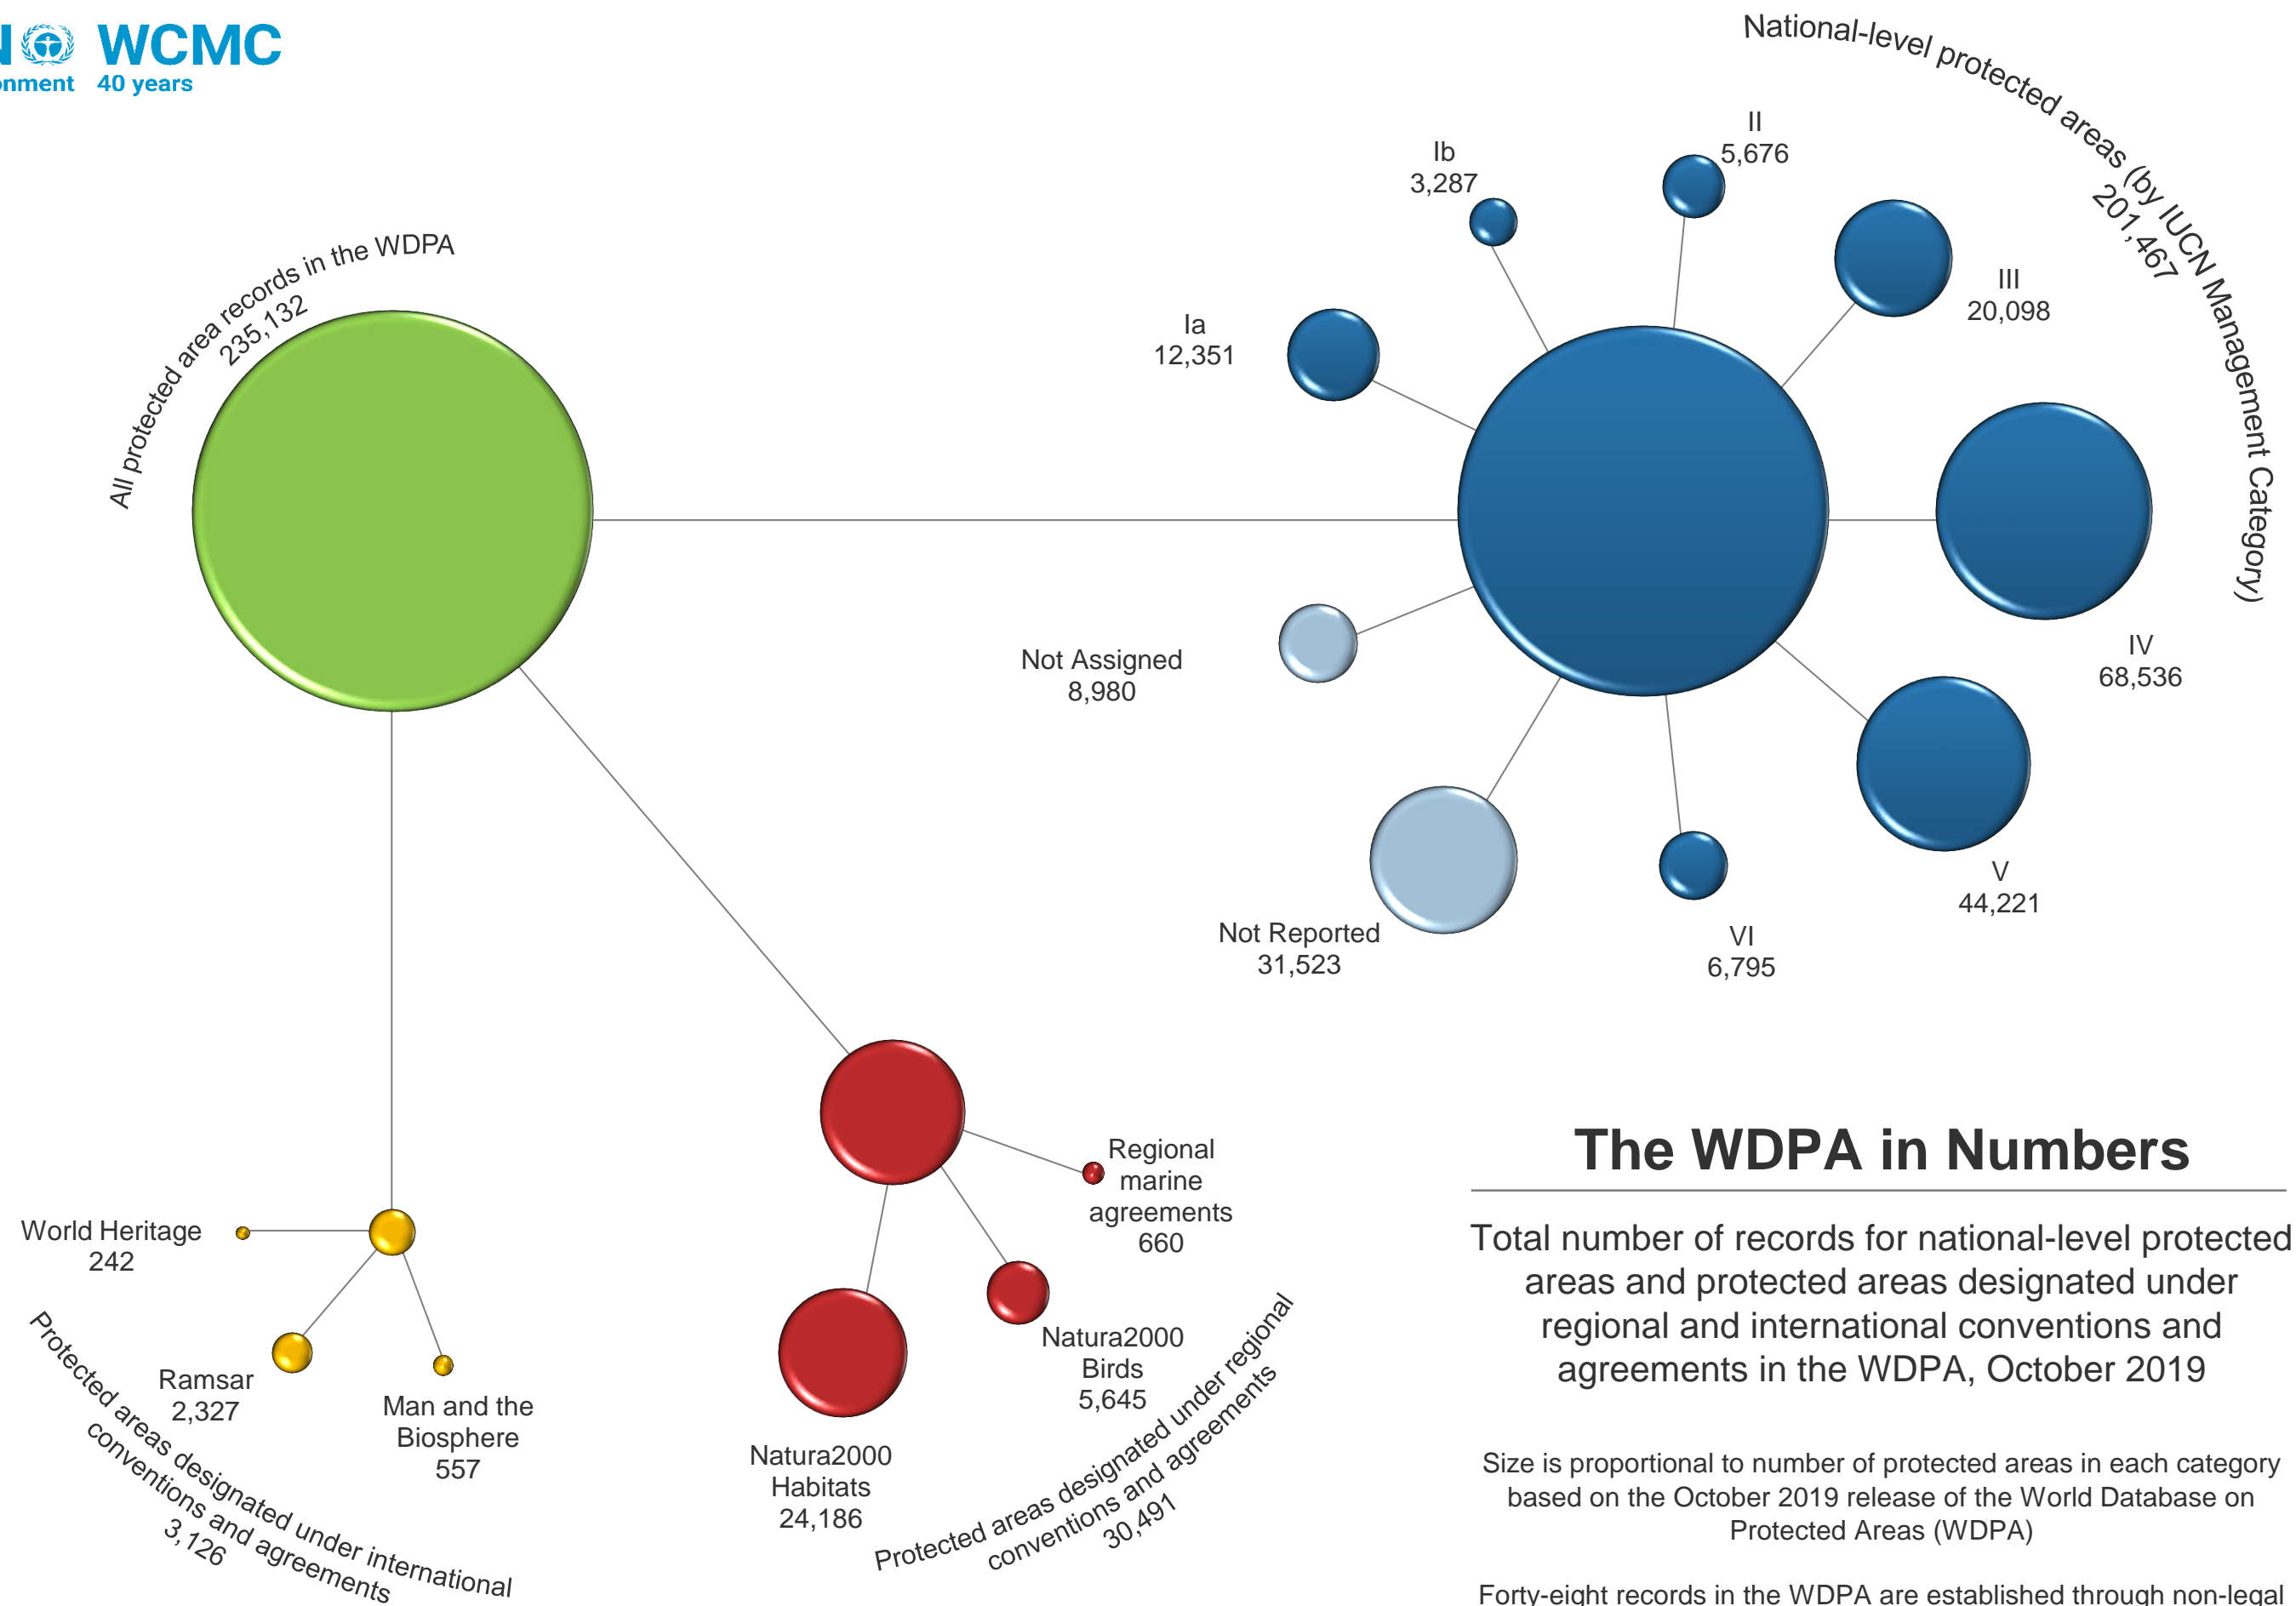 WCMC
40 years
National-level protected areas (by IUCN Management Category)
201,467
II
5,676
Ib
3,287
III
20,098
Ia
12,351
All protected area records in the WDPA
235,132
IV
68,536
Not Assigned
8,980
V
44,221
Not Reported
31,523
VI
6,795
Regional
marine
agreements
660
World Heritage
242
Ramsar
2,327
Man and the
Biosphere
557
Protected areas designated under international
conventions and agreements
3,126
Natura2000
Birds
5,645
Natura2000
Habitats
24,186
Protected areas designated under regional
conventions and agreements
30,491
The WDPA in Numbers
Total number of records for national-level protected
areas and protected areas designated under
regional and international conventions and
agreements in the WDPA, October 2019
Size is proportional to number of protected areas in each category
based on the October 2019 release of the World Database on
Protected Areas (WDPA)
Forty-eight records in the WDPA are established through non-legal